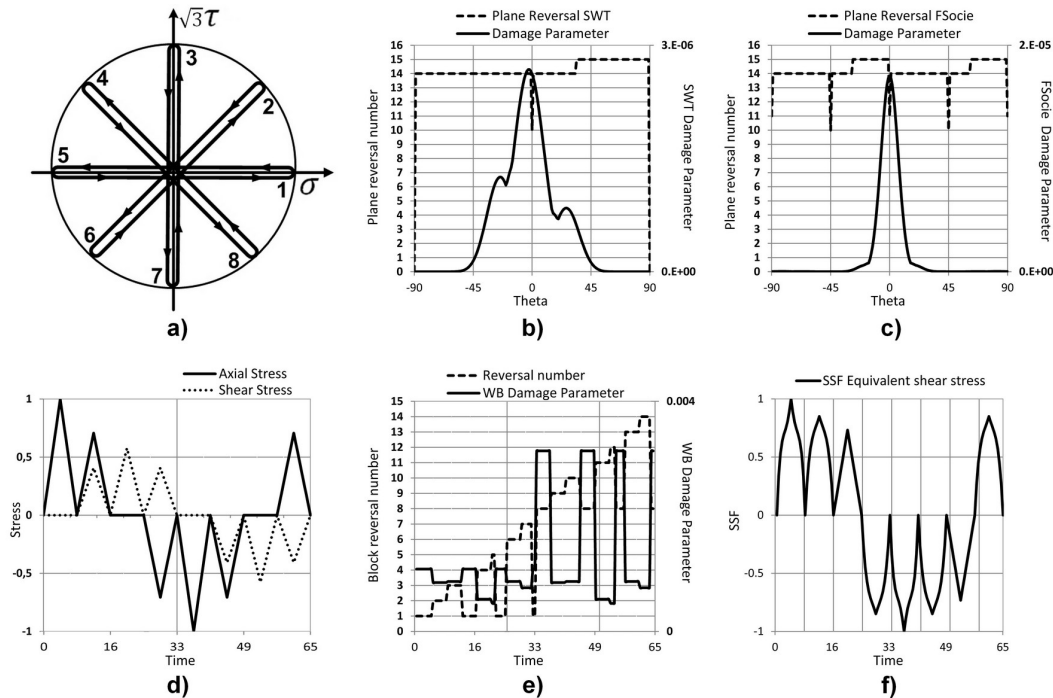 √3τ
3
4
2
5
σ
1
6
8
7
a)
Plane Reversal SWT
Damage Parameter
16
15
14
13
12
11
10
9
8
7
6
5
4
3
2
1
0
Plane reversal number
3.E-06
0.E+00
SWT Damage Parameter
-90 -45 0 45 90
Theta
b)
Plane Reversal FSocie
Damage Parameter
16
15
14
13
12
11
10
9
8
7
6
5
4
3
2
1
0
Plane reversal number
2.E-05
0.E+00
FSocie Damage Parameter
-90 -45 0 45 90
Theta
c)
Axial Stress
Shear Stress
1
0,5
0
-0,5
-1
Stress
0 16 33 49 65
Time
d)
Reversal number
WB Damage Parameter
15
14
13
12
11
10
9
8
7
6
5
4
3
2
1
0
Block reversal number
0.004
0
WB Damage Parameter
0 16 33 49 65
Time
e)
SSF Equivalent shear stress
1
0.5
0
-0.5
-1
SSF
0 16 33 49 65
Time
f)